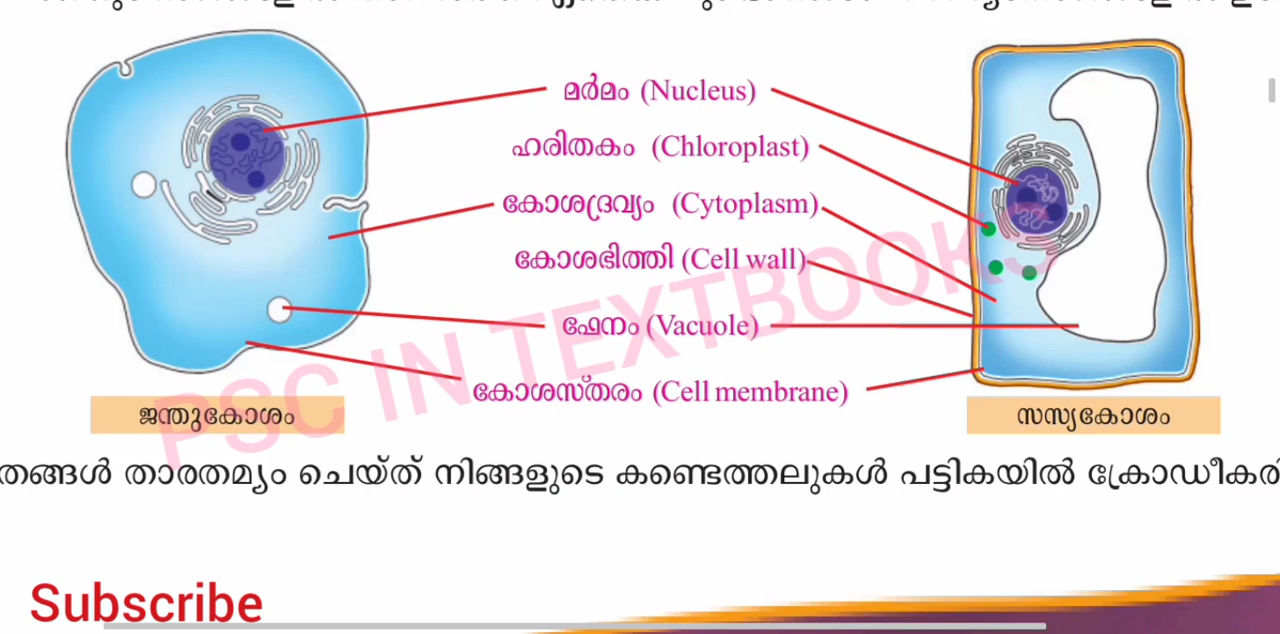 മർമം (Nucleus)
ഹരിതകം (Chloroplast)
കോശദ്രവ്യം (Cytoplasm)
കോശഭിത്തി (Cell wall)
ഫേനം (Vacuole)
കോശസ്തരം (Cell membrane)
ജന്തുകോശം
സസ്യകോശം
PSC IN TEXTBOOKS
താരതമ്യം ചെയ്ത് നിങ്ങളുടെ കണ്ടെത്തലുകൾ പട്ടികയിൽ
Subscribe